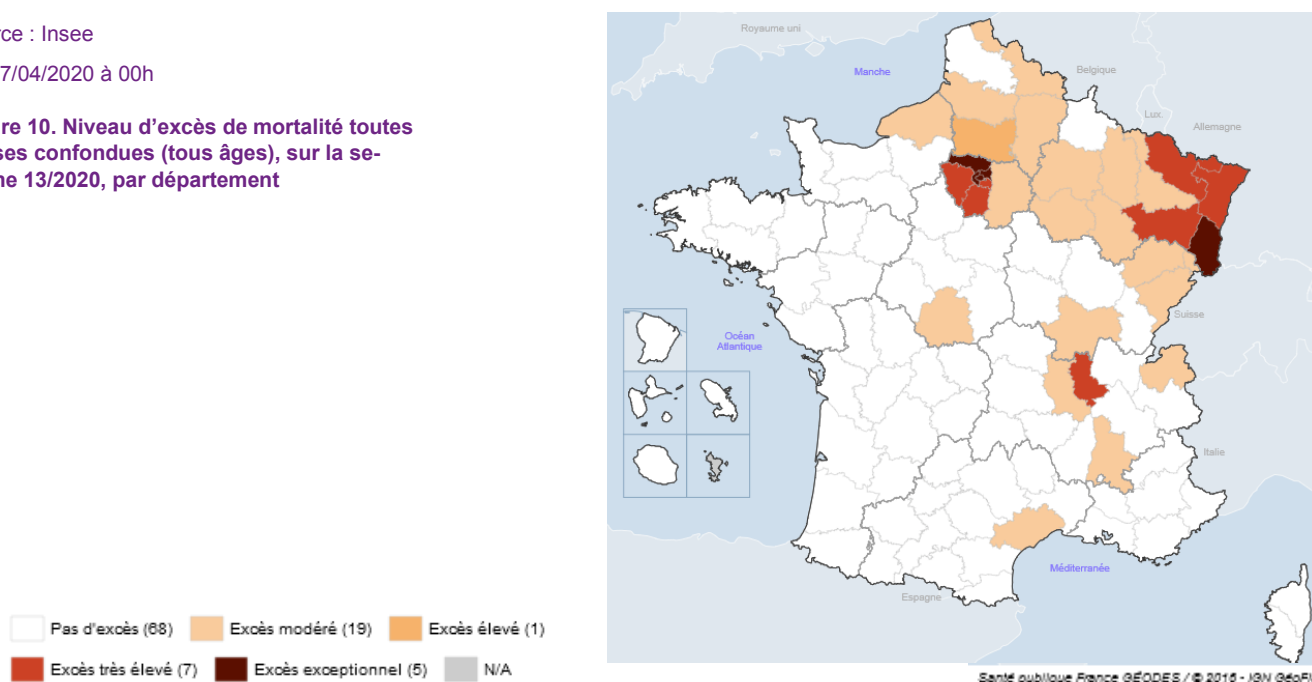 rce : Insee
7/04/2020 à 00h
re 10. Niveau d’excès de mortalité toutes
ses confondues (tous âges), sur la se-
ne 13/2020, par département
Royaume uni
Manche
Belgique
Lux.
Allemagne
Océan
Atlantique
Suisse
Italie
Méditerranée
Espagne
Pas d'excès (68)
Excès modéré (19)
Excès élevé (1)
Excès très élevé (7)
Excès exceptionnel (5)
N/A
Santé publique France GÉODES / © 2016 - IGN GéoFl